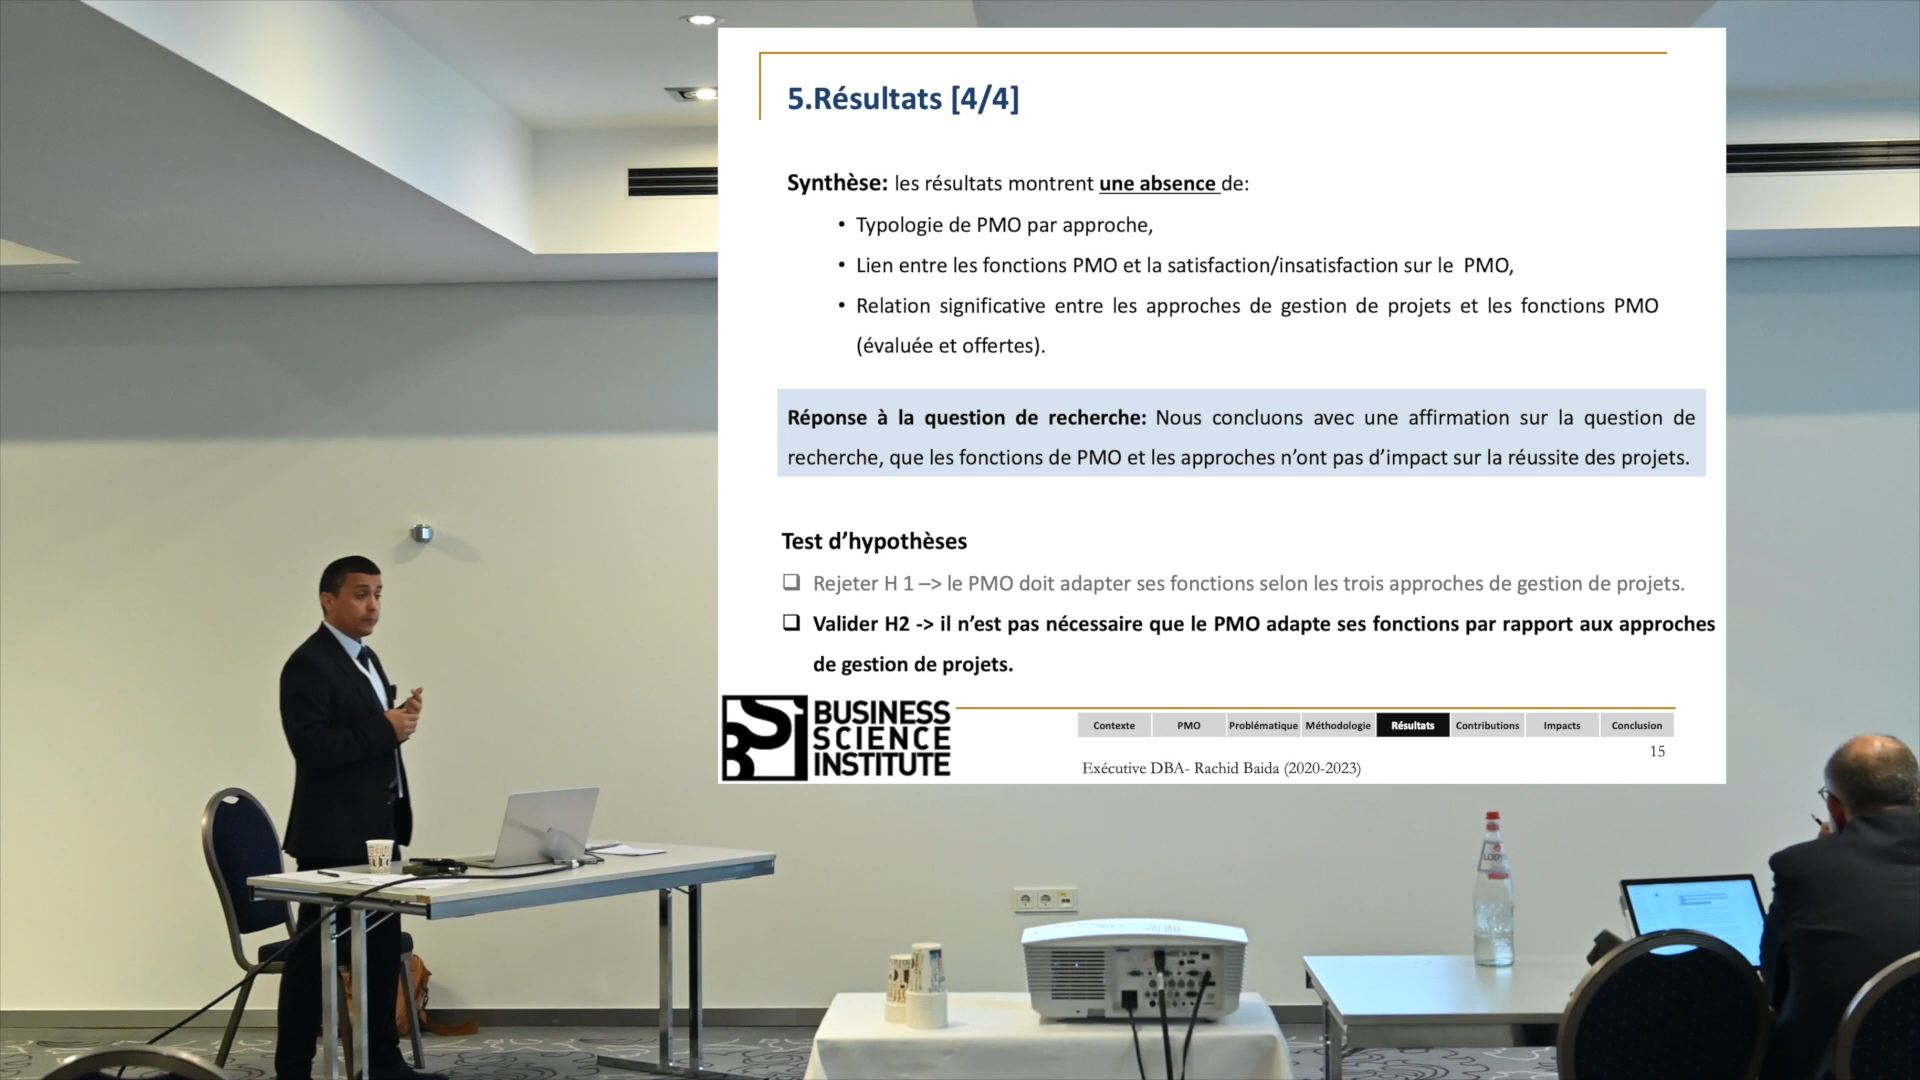 5.Résultats [4/4]
Synthèse: les résultats montrent une absence de:
• Typologie de PMO par approche,
• Lien entre les fonctions PMO et la satisfaction/insatisfaction sur le PMO,
• Relation significative entre les approches de gestion de projets et les fonctions PMO
(évaluée et offertes).
Réponse à la question de recherche: Nous concluons avec une affirmation sur la question de
recherche, que les fonctions de PMO et les approches n’ont pas d’impact sur la réussite des projets.
Test d’hypothèses
❑ Rejeter H 1 –> le PMO doit adapter ses fonctions selon les trois approches de gestion de projets.
❑ Valider H2 -> il n’est pas nécessaire que le PMO adapte ses fonctions par rapport aux approches
de gestion de projets.
BSI
BUSINESS
SCIENCE
INSTITUTE
Contexte PMO Problématique Méthodologie Résultats Contributions Impacts Conclusion
15
Exécutive DBA- Rachid Baida (2020-2023)